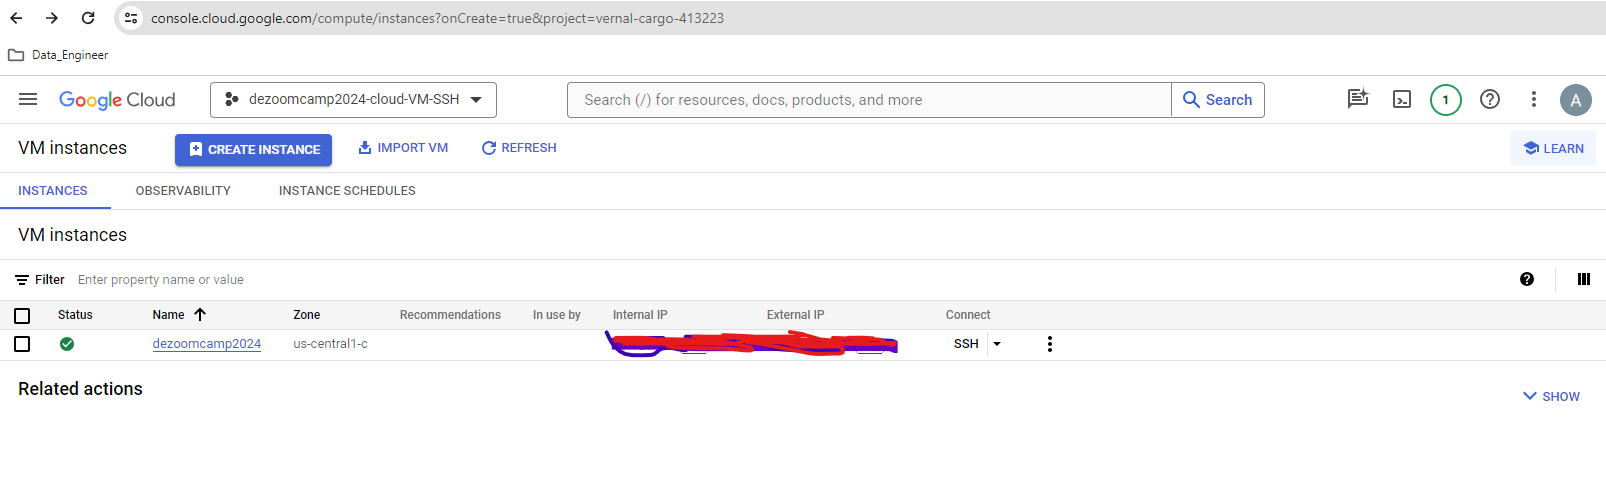 console.cloud.google.com/compute/instances?onCreate=true&project=vernal-cargo-413223
Data_Engineer
Google Cloud dezoomcamp2024-cloud-VM-SSH Search (/) for resources, docs, products, and more Search 1 A
VM instances CREATE INSTANCE IMPORT VM REFRESH LEARN
INSTANCES OBSERVABILITY INSTANCE SCHEDULES
VM instances
Filter Enter property name or value
Status Name Zone Recommendations In use by Internal IP External IP Connect
dezoomcamp2024 us-central1-c SSH
Related actions SHOW